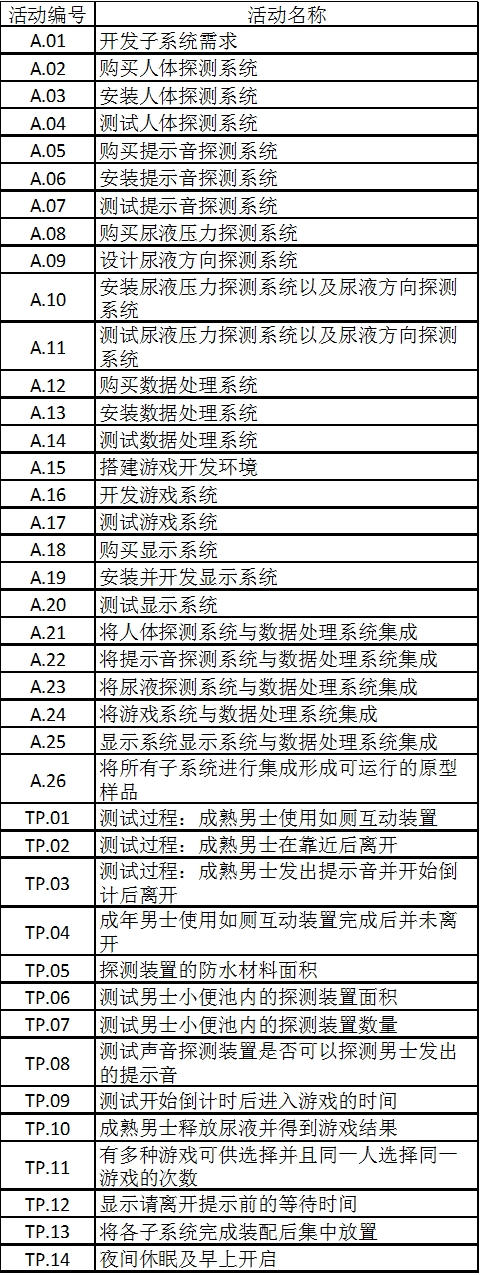 活动编号 活动名称
A.01 开发子系统需求
A.02 购买人体探测系统
A.03 安装人体探测系统
A.04 测试人体探测系统
A.05 购买提示音探测系统
A.06 安装提示音探测系统
A.07 测试提示音探测系统
A.08 购买尿液压力探测系统
A.09 设计尿液方向探测系统
A.10 安装尿液压力探测系统以及尿液方向探测
系统
A.11 测试尿液压力探测系统以及尿液方向探测
系统
A.12 购买数据处理系统
A.13 安装数据处理系统
A.14 测试数据处理系统
A.15 搭建游戏开发环境
A.16 开发游戏系统
A.17 测试游戏系统
A.18 购买显示系统
A.19 安装并开发显示系统
A.20 测试显示系统
A.21 将人体探测系统与数据处理系统集成
A.22 将提示音探测系统与数据处理系统集成
A.23 将尿液探测系统与数据处理系统集成
A.24 将游戏系统与数据处理系统集成
A.25 显示系统显示系统与数据处理系统集成
A.26 将所有子系统进行集成形成可运行的原型
样品
TP.01 测试过程：成熟男士使用如厕互动装置
TP.02 测试过程：成熟男士在靠近后离开
TP.03 测试过程：成熟男士发出提示音并开始倒
计后离开
TP.04 成年男士使用如厕互动装置完成后并未离
开
TP.05 探测装置的防水材料面积
TP.06 测试男士小便池内的探测装置面积
TP.07 测试男士小便池内的探测装置数量
TP.08 测试声音探测装置是否可以探测男士发出
的提示音
TP.09 测试开始倒计时后进入游戏的时间
TP.10 成熟男士释放尿液并得到游戏结果
TP.11 有多种游戏可供选择并且同一人选择同一
游戏的次数
TP.12 显示请离开提示前的等待时间
TP.13 将各子系统完成装配后集中放置
TP.14 夜间休眠及早上开启